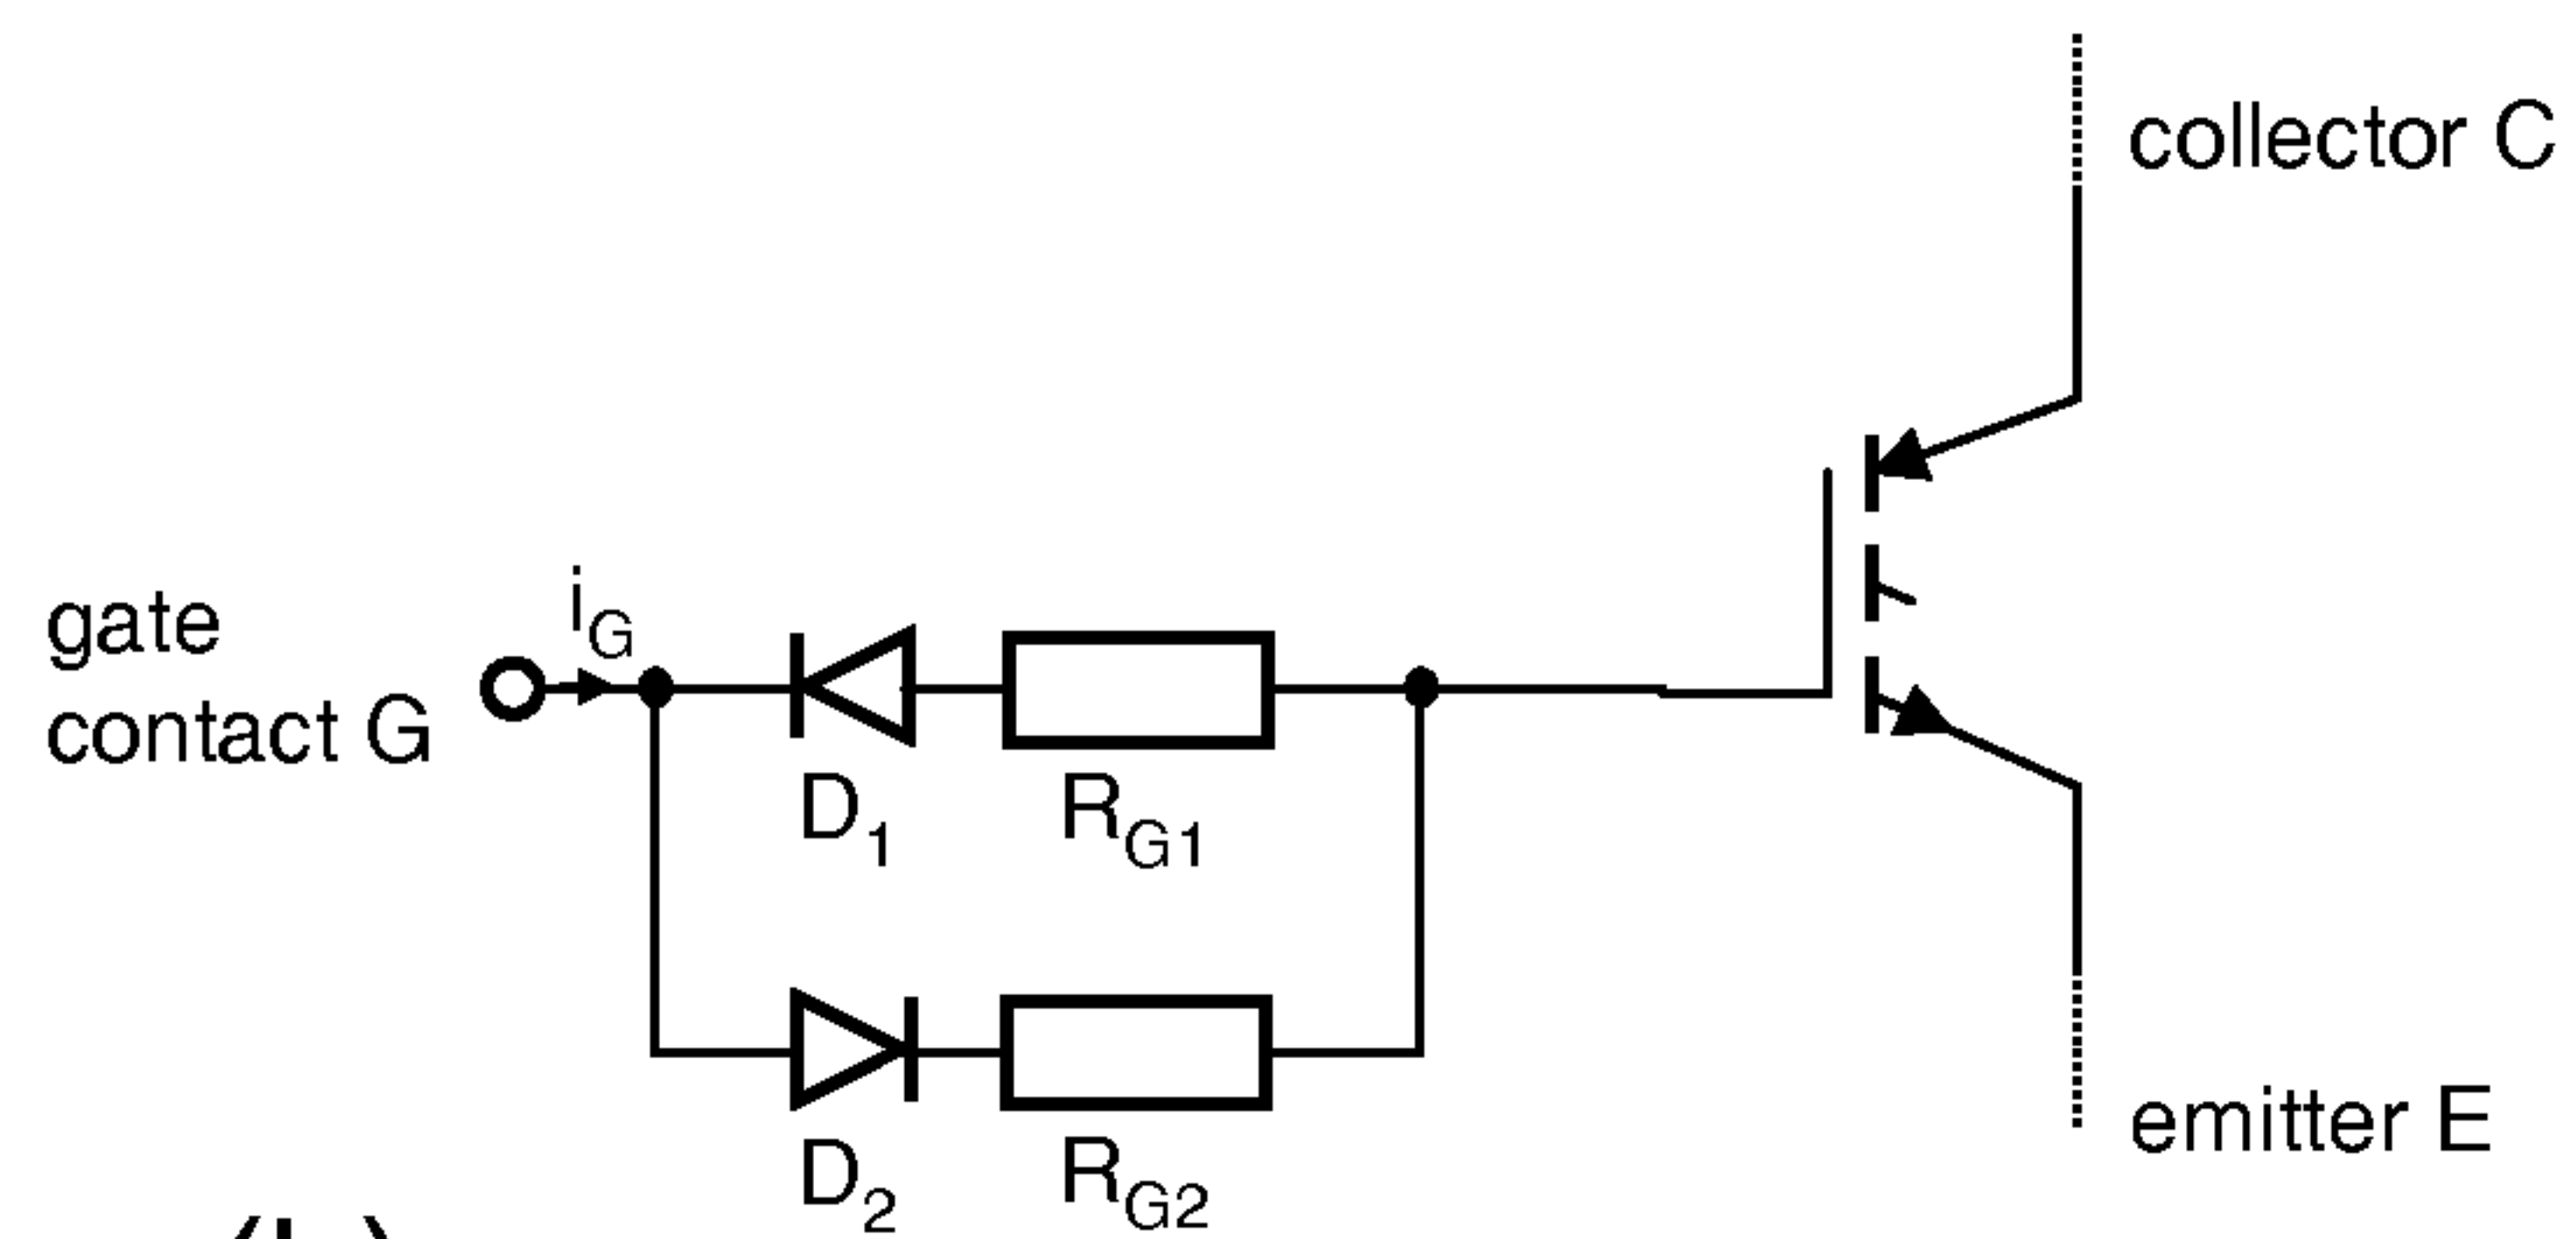 collector C
i_G
gate
contact G
D_1
R_G1
D_2
R_G2
emitter E